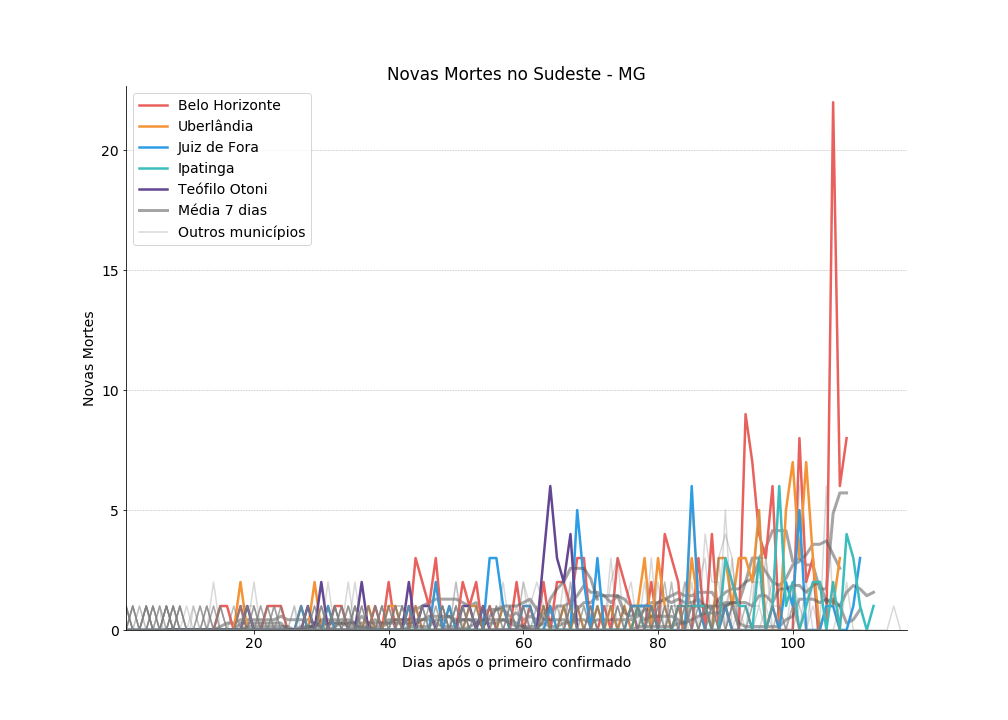 Novas Mortes no Sudeste - MG
Belo Horizonte
Uberlândia
Juiz de Fora
Ipatinga
Teófilo Otoni
Média 7 dias
Outros municípios
Novas Mortes
20
15
10
5
0
20
40
60
80
100
Dias após o primeiro confirmado